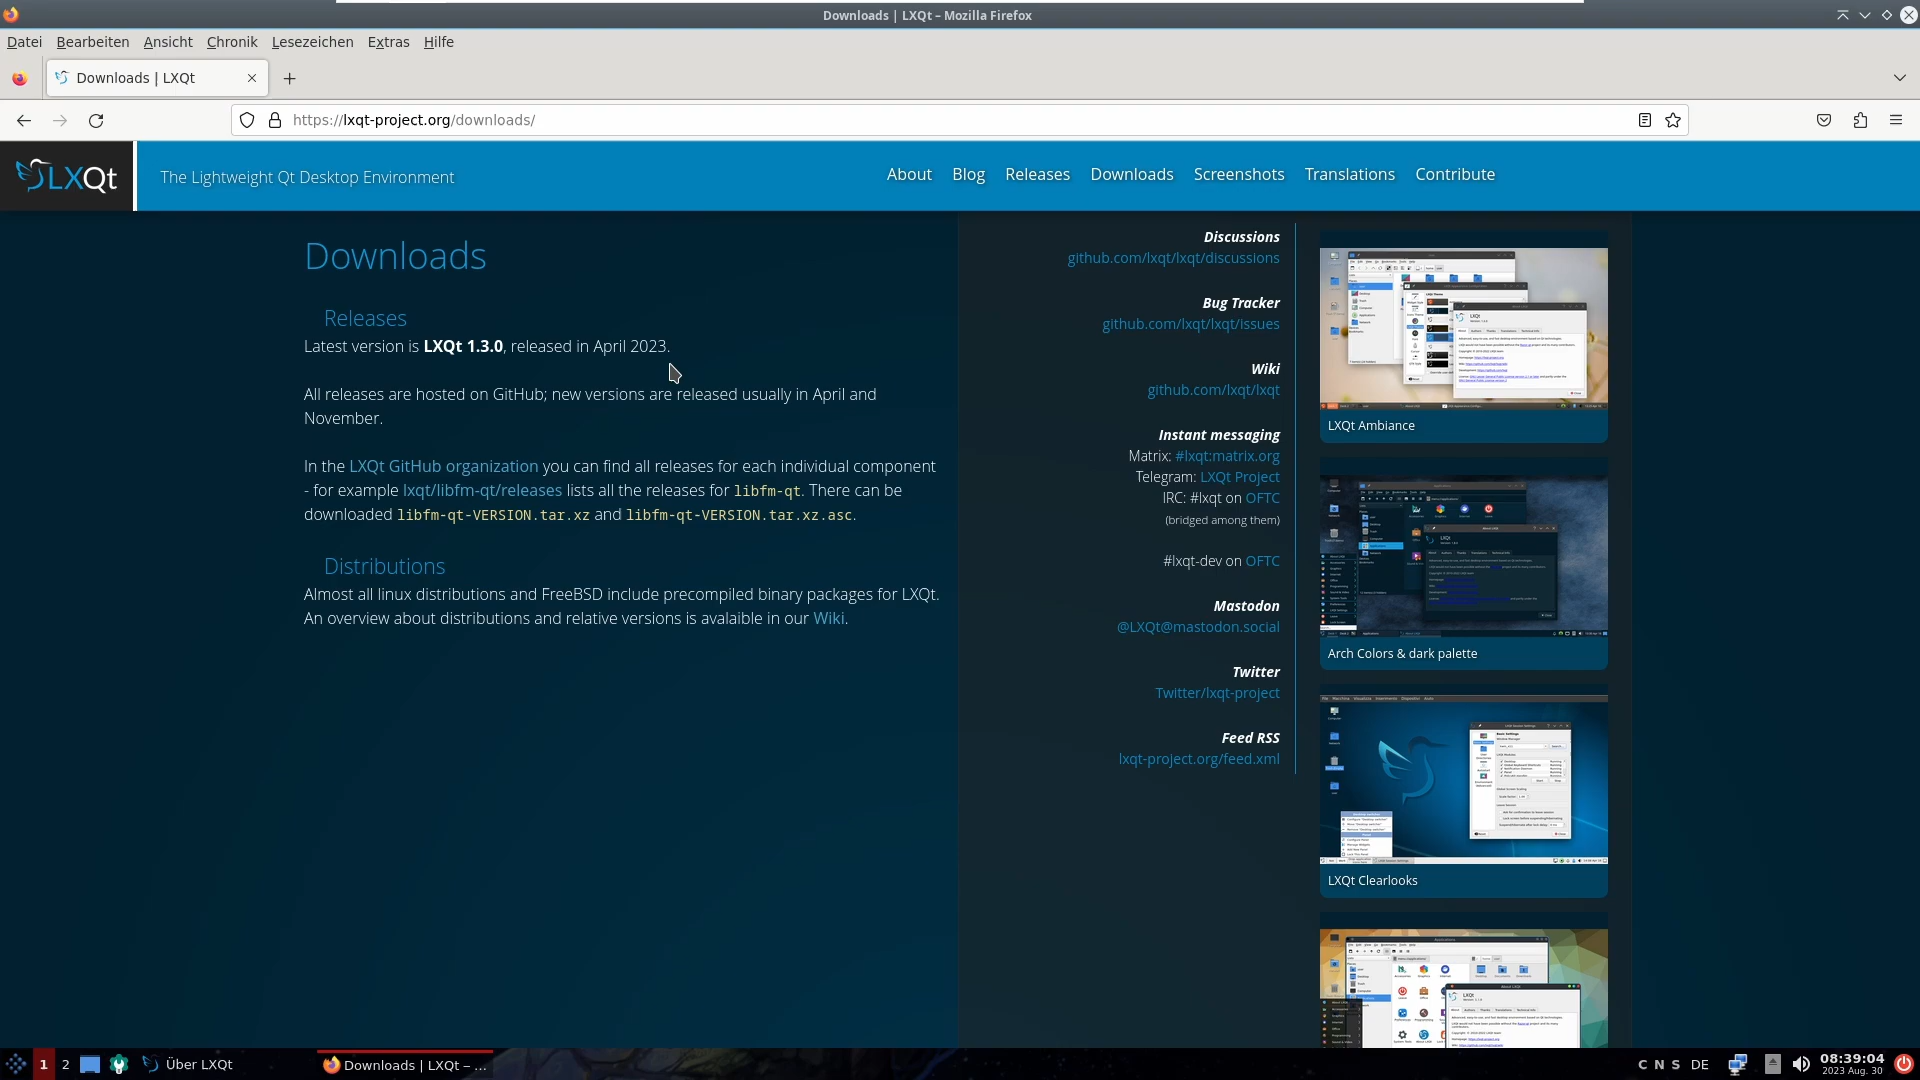 Downloads | LXQt – Mozilla Firefox
Datei Bearbeiten Ansicht Chronik Lesezeichen Extras Hilfe
Downloads | LXQt
https://lxqt-project.org/downloads/
LXQt
The Lightweight Qt Desktop Environment
About Blog Releases Downloads Screenshots Translations Contribute
Downloads
Releases
Latest version is LXQt 1.3.0, released in April 2023.
All releases are hosted on GitHub; new versions are released usually in April and
November.
In the LXQt GitHub organization you can find all releases for each individual component
- for example lxqt/libfm-qt/releases lists all the releases for libfm-qt. There can be
downloaded libfm-qt-VERSION.tar.xz and libfm-qt-VERSION.tar.xz.asc.
Distributions
Almost all linux distributions and FreeBSD include precompiled binary packages for LXQt.
An overview about distributions and relative versions is avalaible in our Wiki.
Discussions
github.com/lxqt/lxqt/discussions
Bug Tracker
github.com/lxqt/lxqt/issues
Wiki
github.com/lxqt/lxqt
Instant messaging
Matrix: #lxqt:matrix.org
Telegram: LXQt Project
IRC: #lxqt on OFTC
(bridged among them)
#lxqt-dev on OFTC
Mastodon
@LXQt@mastodon.social
Twitter
Twitter/lxqt-project
Feed RSS
lxqt-project.org/feed.xml
LXQt Ambiance
Arch Colors & dark palette
LXQt Clearlooks
1 2 Über LXQt Downloads | LXQt – ... C N S DE 08:39:04
2023 Aug. 30